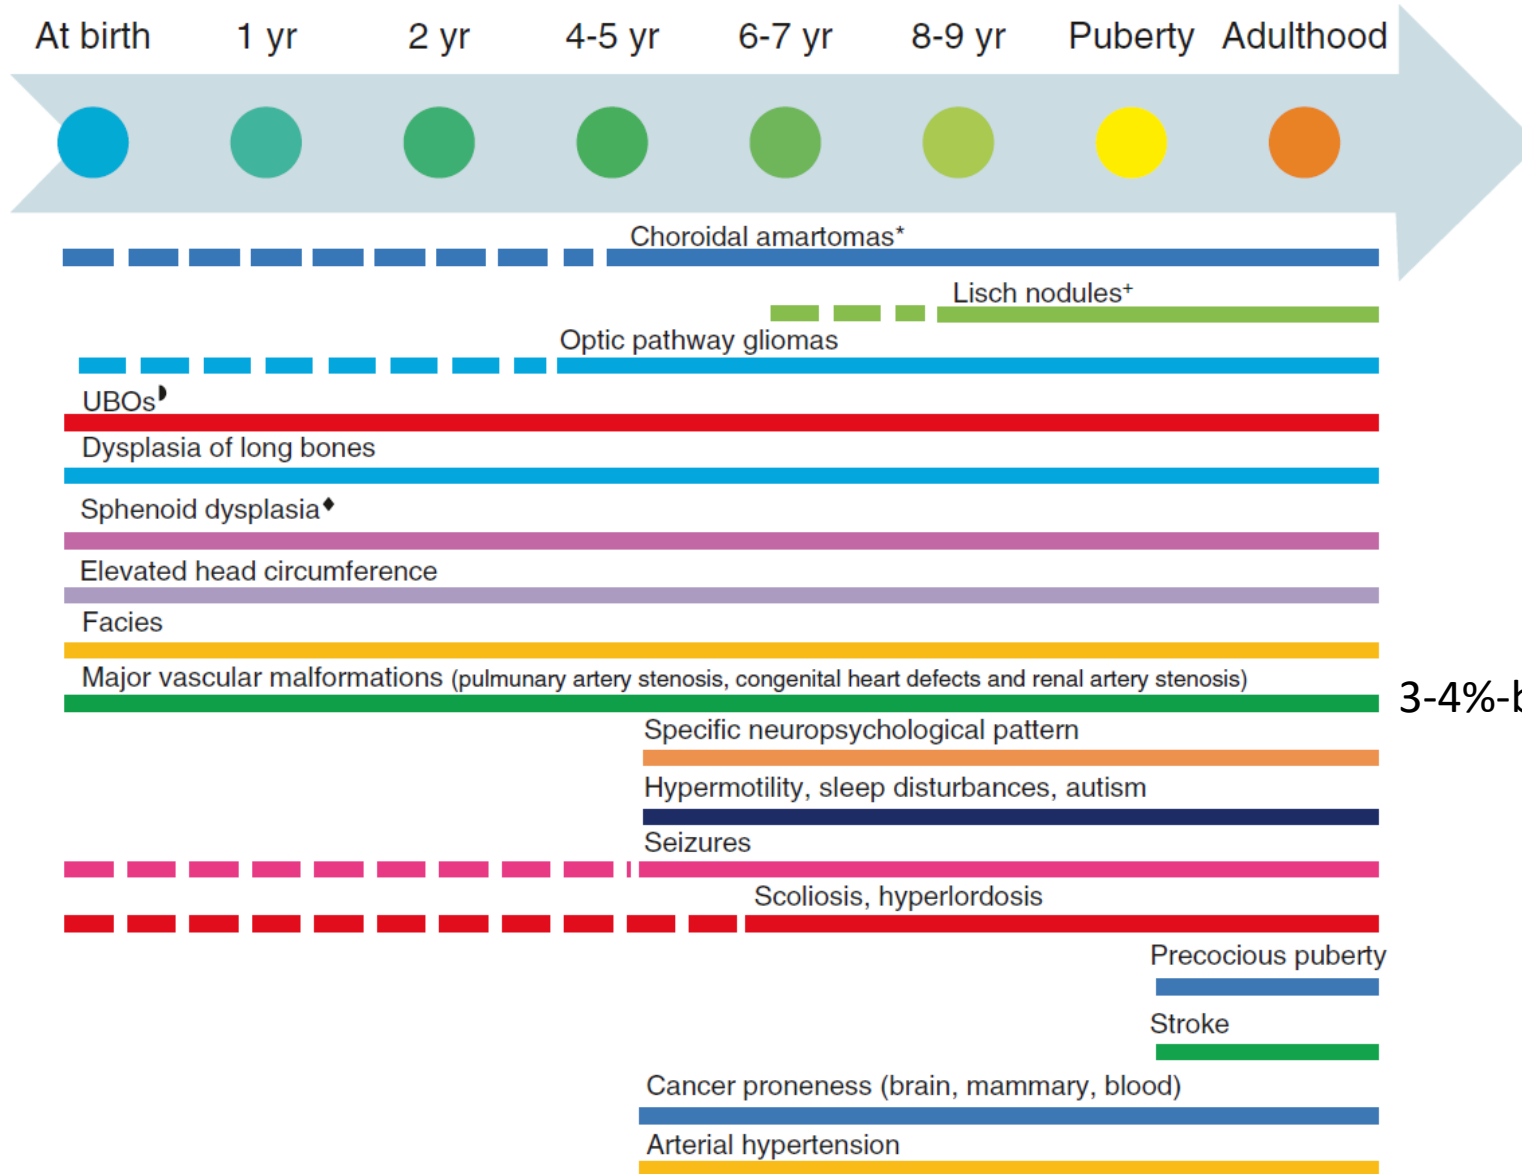 At birth 1 yr 2 yr 4-5 yr 6-7 yr 8-9 yr Puberty Adulthood
Choroidal amartomas*
Lisch nodules+
Optic pathway gliomas
UBOs◗
Dysplasia of long bones
Sphenoid dysplasia♦
Elevated head circumference
Facies
Major vascular malformations (pulmunary artery stenosis, congenital heart defects and renal artery stenosis)
3-4%-b
Specific neuropsychological pattern
Hypermotility, sleep disturbances, autism
Seizures
Scoliosis, hyperlordosis
Precocious puberty
Stroke
Cancer proneness (brain, mammary, blood)
Arterial hypertension